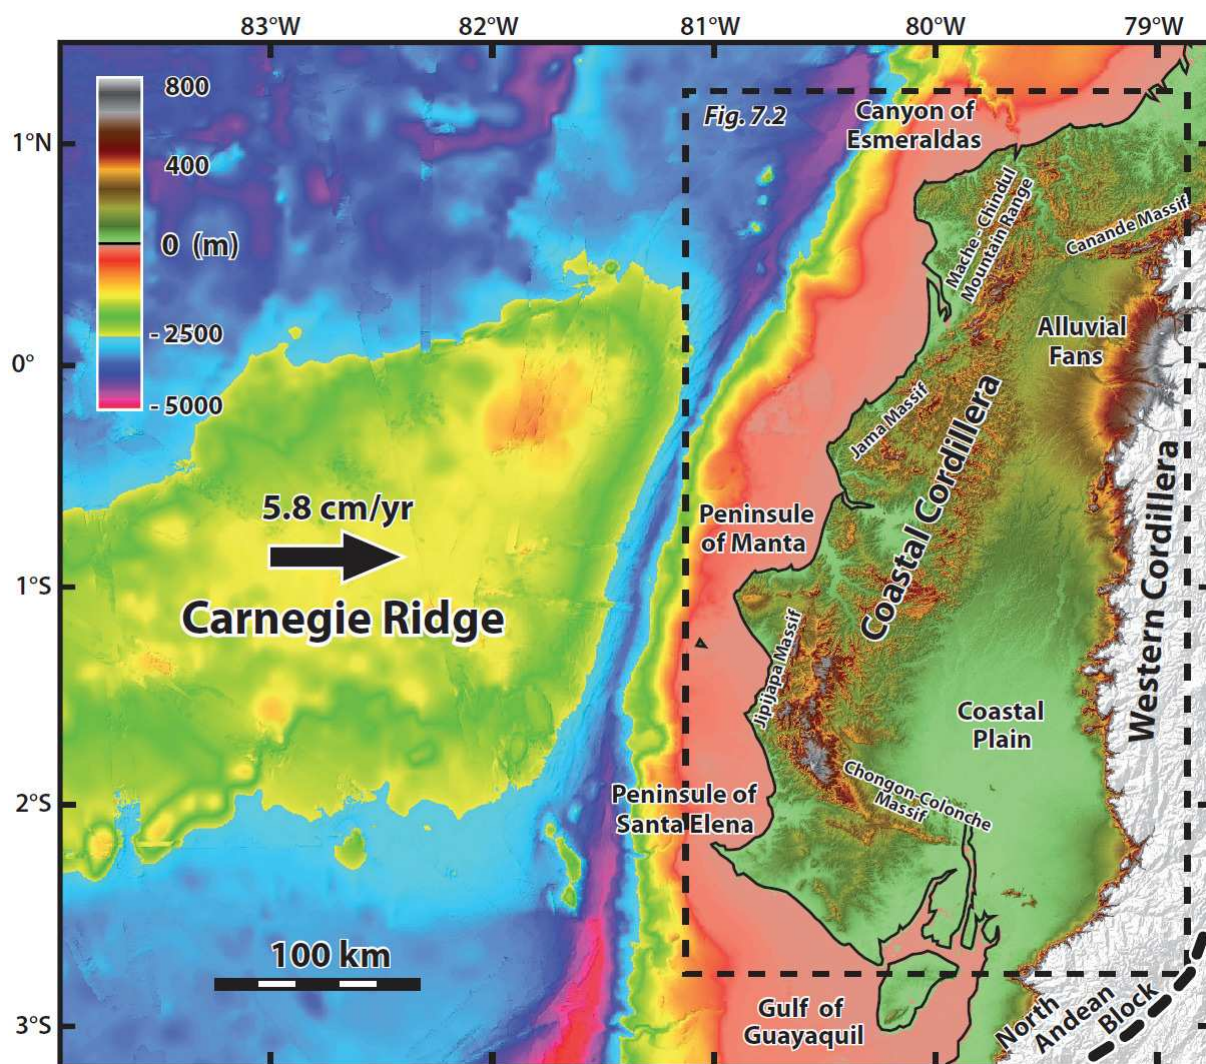 83°W
82°W
81°W
80°W
79°W
1°N
0°
1°S
2°S
3°S
800
400
0 (m)
- 2500
- 5000
Fig. 7.2
Canyon of
Esmeraldas
Mache - Chindul
Mountain Range
Canande Massif
Alluvial
Fans
Jama Massif
Coastal Cordillera
Western Cordillera
5.8 cm/yr
Carnegie Ridge
Peninsule
of Manta
Jipijapa Massif
Coastal
Plain
Chongon-Colonche
Massif
Peninsule of
Santa Elena
100 km
Gulf of
Guayaquil
North
Andean
Block